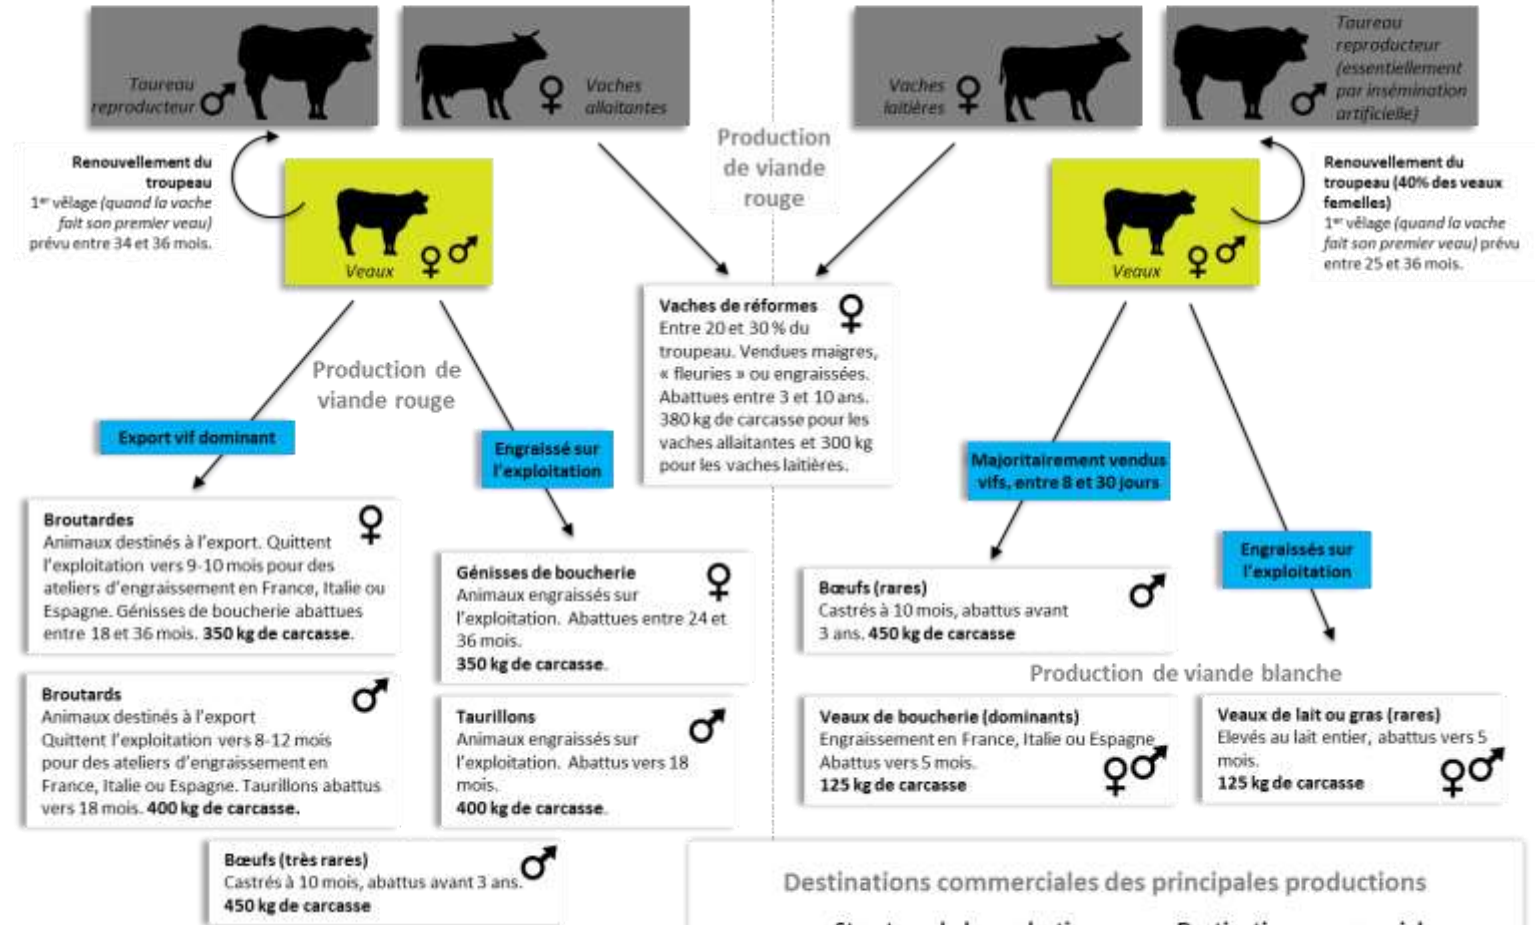 Taureau
reproducteur
Vaches
allaitantes
Vaches
laitières
Taureau
reproducteur
(essentiellement
par insémination
artificielle)
Production
de viande
rouge
Renouvellement du
troupeau
1er vêlage (quand la vache
fait son premier veau)
prévu entre 34 et 36 mois.
Veaux
Veaux
Renouvellement du
troupeau (40% des veaux
femelles)
1er vêlage (quand la vache
fait son premier veau) prévu
entre 25 et 36 mois.
Vaches de réformes
Entre 20 et 30 % du
troupeau. Vendues maigres,
« fleuries » ou engraissées.
Abattues entre 3 et 10 ans.
380 kg de carcasse pour les
vaches allaitantes et 300 kg
pour les vaches laitières.
Production de
viande rouge
Export vif dominant
Engraissé sur
l'exploitation
Majoritairement vendus
vifs, entre 8 et 30 jours
Engraissés sur
l'exploitation
Broutardes
Animaux destinés à l'export. Quittent
l'exploitation vers 9-10 mois pour des
ateliers d'engraissement en France, Italie ou
Espagne. Génisses de boucherie abattues
entre 18 et 36 mois. 350 kg de carcasse.
Génisses de boucherie
Animaux engraissés sur
l'exploitation. Abattues entre 24 et
36 mois.
350 kg de carcasse.
Bœufs (rares)
Castrés à 10 mois, abattus avant
3 ans. 450 kg de carcasse
Production de viande blanche
Broutards
Animaux destinés à l'export
Quittent l'exploitation vers 8-12 mois
pour des ateliers d'engraissement en
France, Italie ou Espagne. Taurillons abattus
vers 18 mois. 400 kg de carcasse.
Taurillons
Animaux engraissés sur
l'exploitation. Abattus vers 18
mois.
400 kg de carcasse.
Veaux de boucherie (dominants)
Engraissement en France, Italie ou Espagne
Abattus vers 5 mois.
125 kg de carcasse
Veaux de lait ou gras (rares)
Elevés au lait entier, abattus vers 5
mois.
125 kg de carcasse
Bœufs (très rares)
Castrés à 10 mois, abattus avant 3 ans.
450 kg de carcasse
Destinations commerciales des principales productions